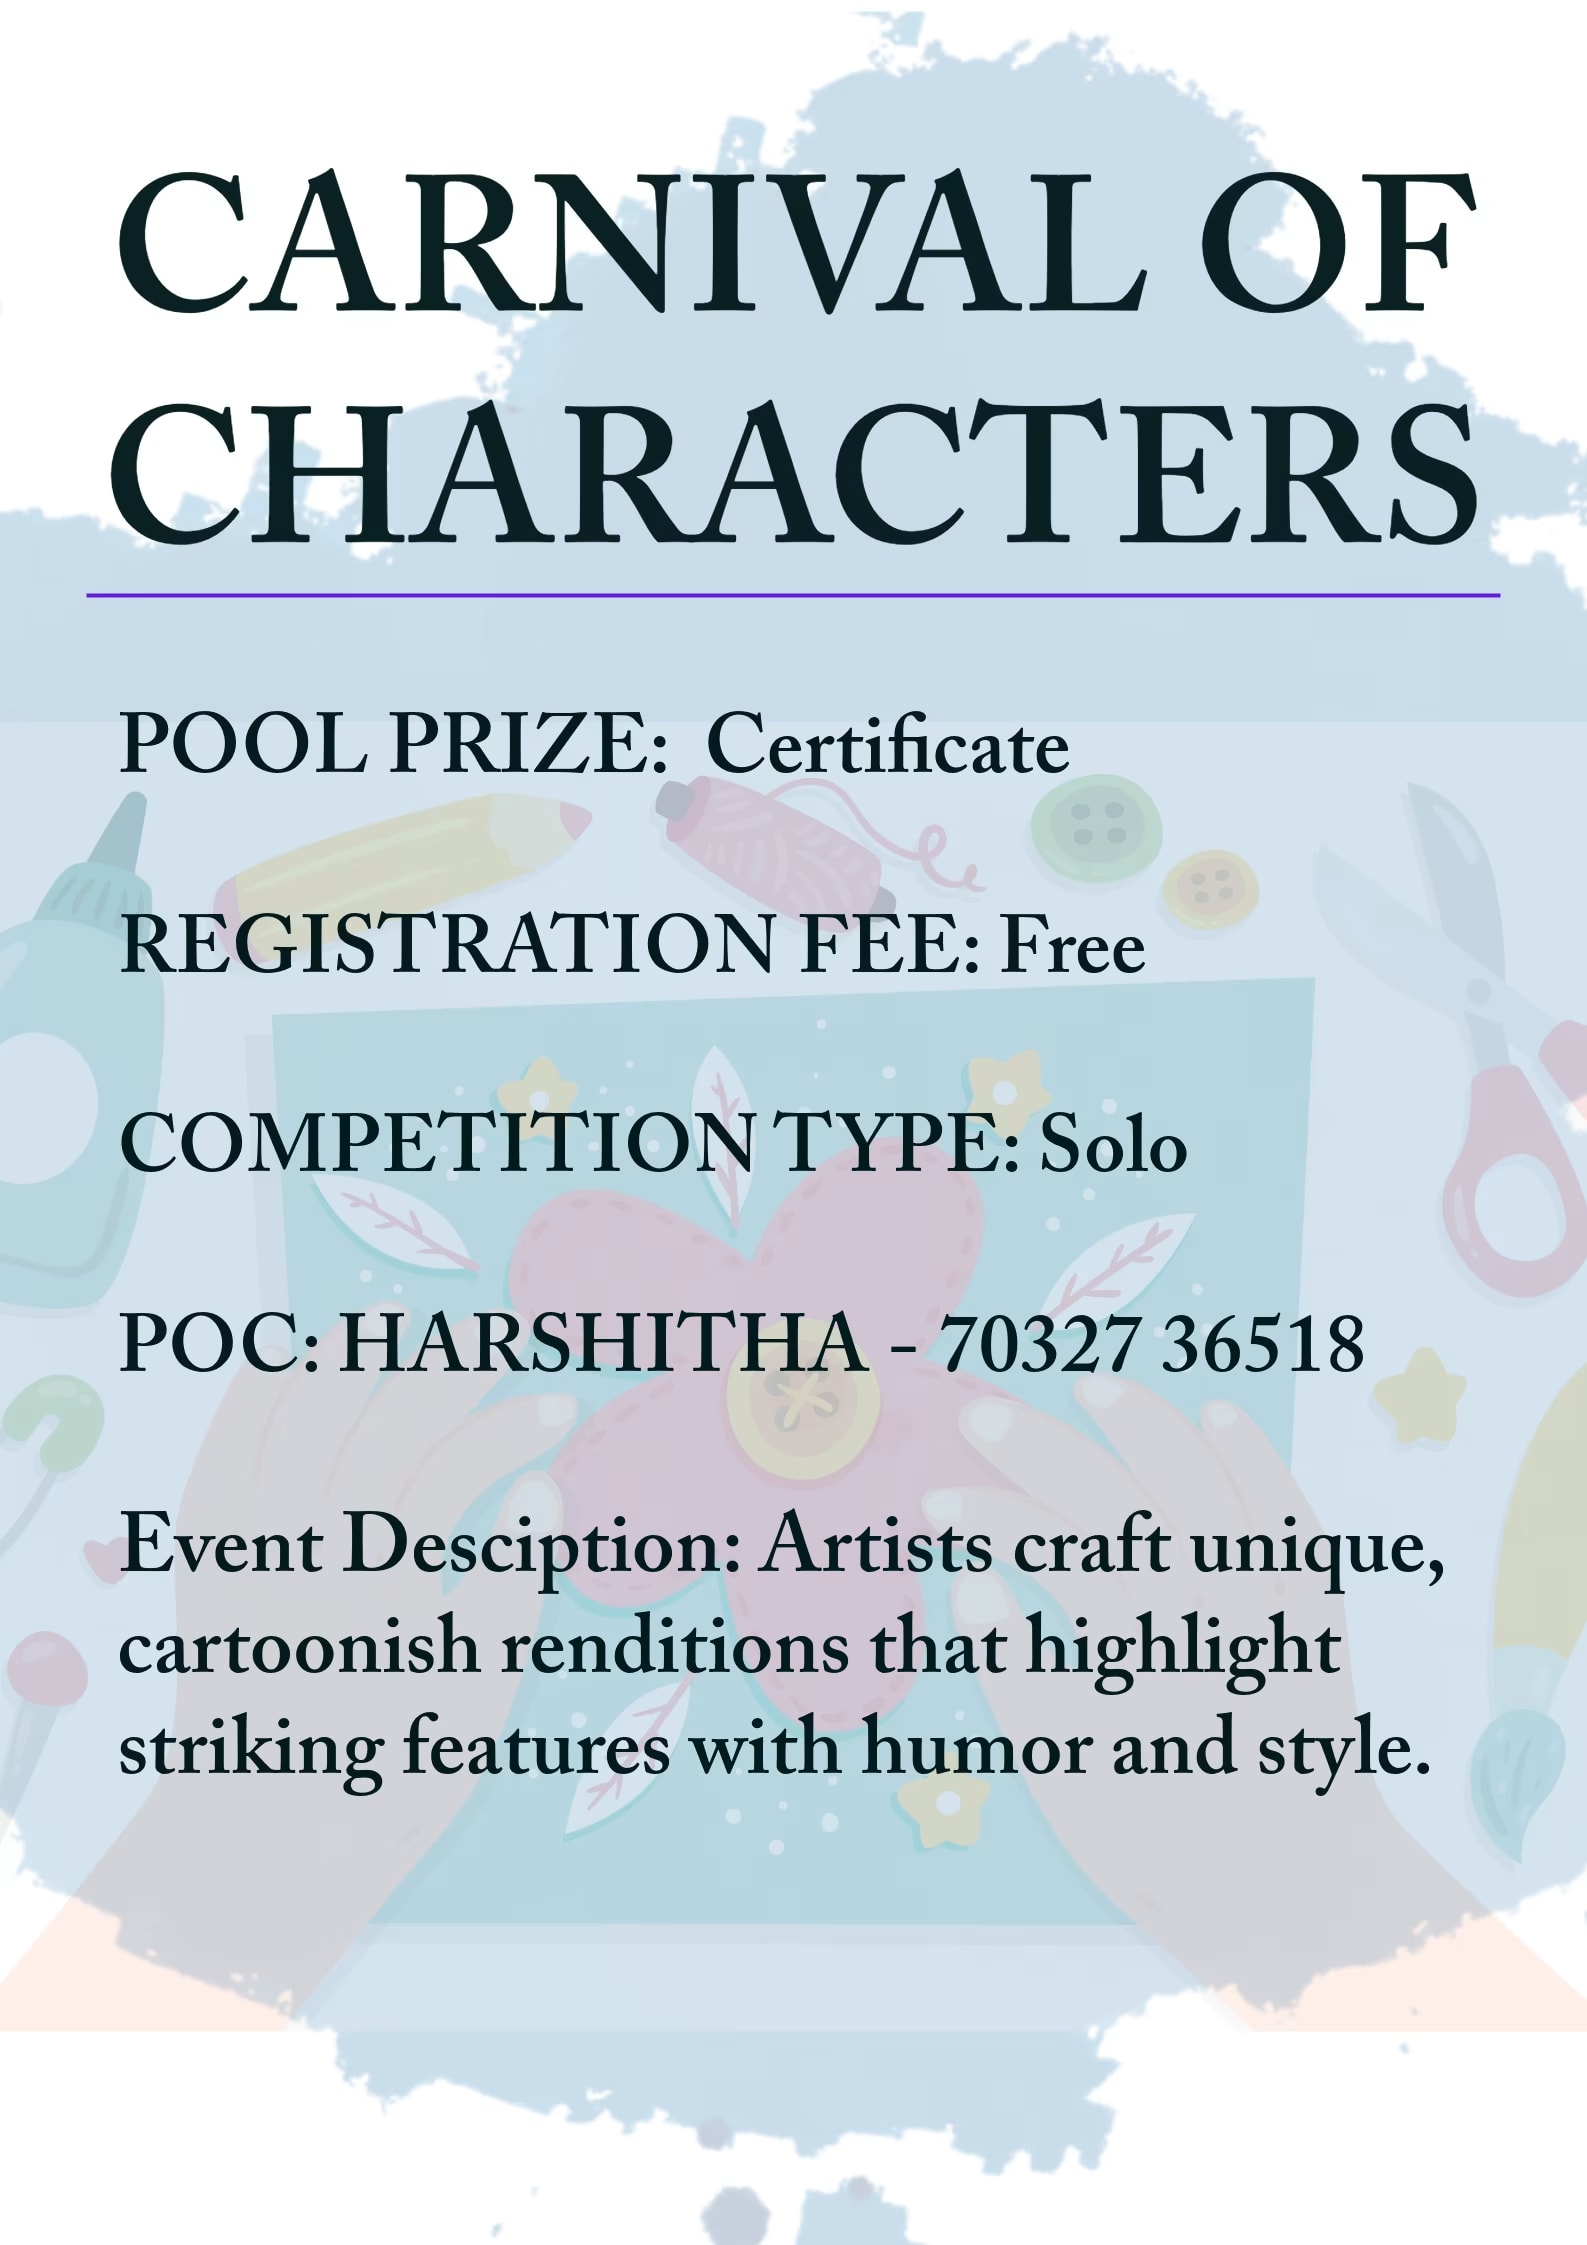 CARNIVAL OF
CHARACTERS
POOL PRIZE: Certificate
REGISTRATION FEE: Free
COMPETITION TYPE: Solo
POC: HARSHITHA - 70327 36518
Event Desciption: Artists craft unique,
cartoonish renditions that highlight
striking features with humor and style.